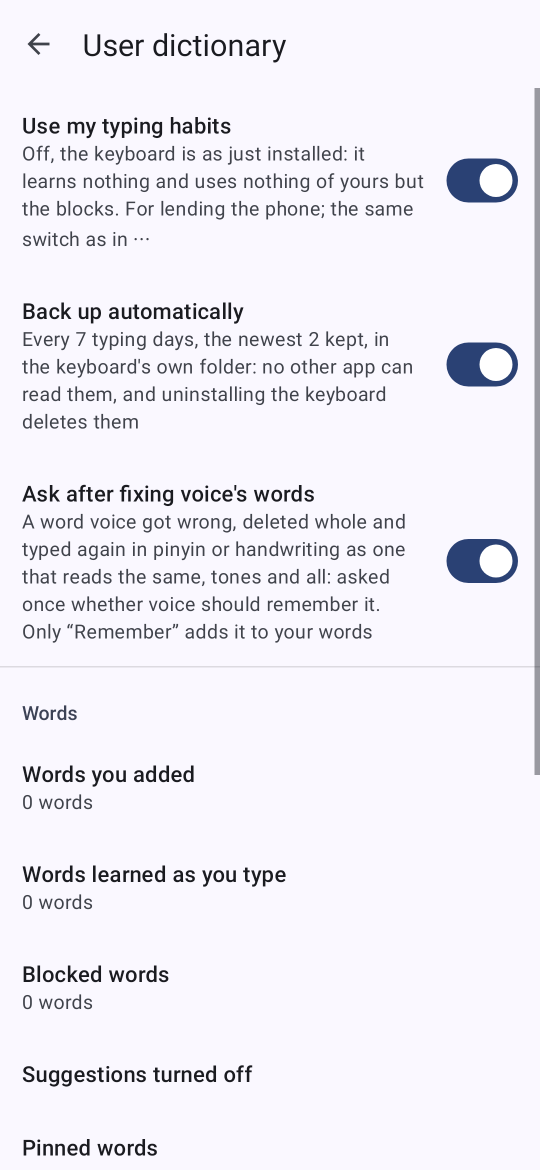 User dictionary
Use my typing habits
Off, the keyboard is as just installed: it
learns nothing and uses nothing of yours but
the blocks. For lending the phone; the same
switch as in ···
Back up automatically
Every 7 typing days, the newest 2 kept, in
the keyboard's own folder: no other app can
read them, and uninstalling the keyboard
deletes them
Ask after fixing voice's words
A word voice got wrong, deleted whole and
typed again in pinyin or handwriting as one
that reads the same, tones and all: asked
once whether voice should remember it.
Only “Remember” adds it to your words
Words
Words you added
0 words
Words learned as you type
0 words
Blocked words
0 words
Suggestions turned off
Pinned words